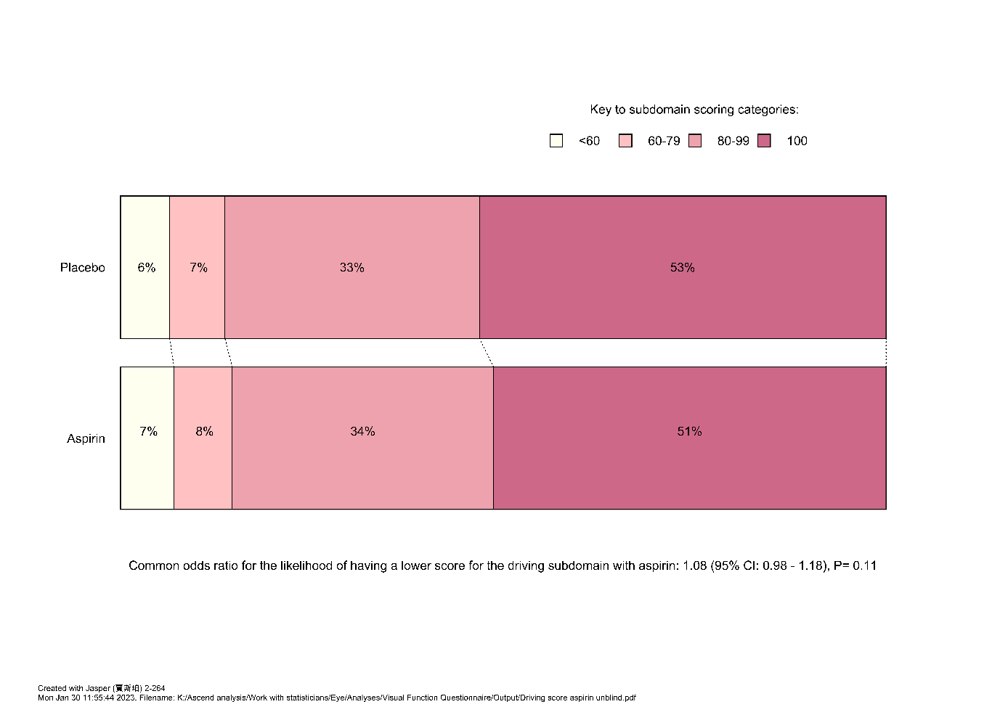 Key to subdomain scoring categories:
<60 60-79 80-99 100
Placebo 6% 7% 33% 53%
Aspirin 7% 8% 34% 51%
Common odds ratio for the likelihood of having a lower score for the driving subdomain with aspirin: 1.08 (95% CI: 0.98 - 1.18), P= 0.11
Created with Jasper (賈斯珀) 2-264
Mon Jan 30 11:55:44 2023. Filename: K:/Ascend analysis/Work with statisticians/Eye/Analyses/Visual Function Questionnaire/Output/Driving score aspirin unblind.pdf